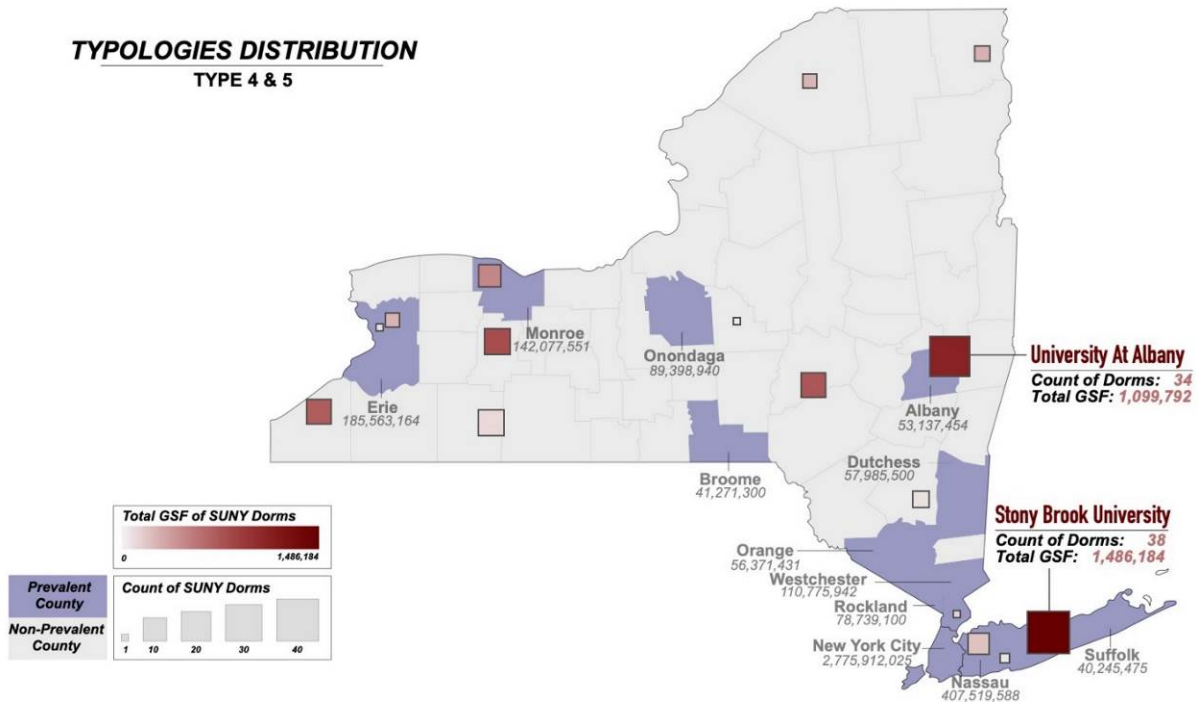 TYPOLOGIES DISTRIBUTION
TYPE 4 & 5
Monroe
142,077,551
Onondaga
89,398,940
Erie
185,563,164
Broome
41,271,300
Albany
53,137,454
University At Albany
Count of Dorms: 34
Total GSF: 1,099,792
Dutchess
57,985,500
Stony Brook University
Count of Dorms: 38
Total GSF: 1,486,184
Orange
56,371,431
Westchester
110,775,942
Rockland
78,739,100
New York City
2,775,912,025
Nassau
407,519,588
Suffolk
40,245,475
Total GSF of SUNY Dorms
0 1,486,184
Prevalent
County
Non-Prevalent
County
Count of SUNY Dorms
1 10 20 30 40